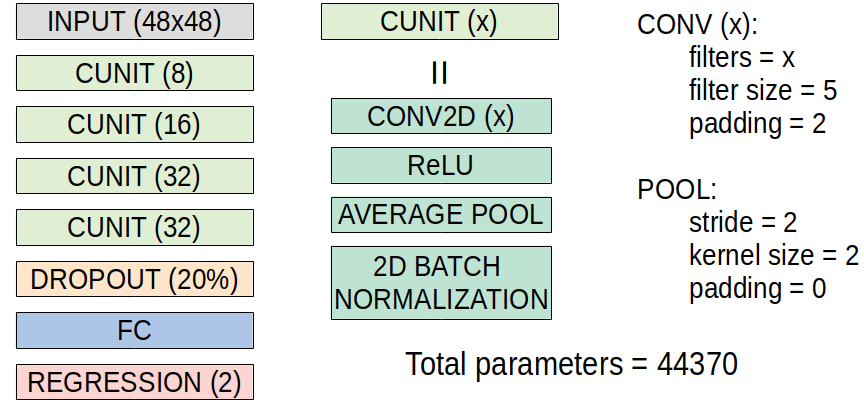 INPUT (48x48)
CUNIT (8)
CUNIT (16)
CUNIT (32)
CUNIT (32)
DROPOUT (20%)
FC
REGRESSION (2)
CUNIT (x)
=
CONV2D (x)
ReLU
AVERAGE POOL
2D BATCH
NORMALIZATION
CONV (x):
filters = x
filter size = 5
padding = 2
POOL:
stride = 2
kernel size = 2
padding = 0
Total parameters = 44370